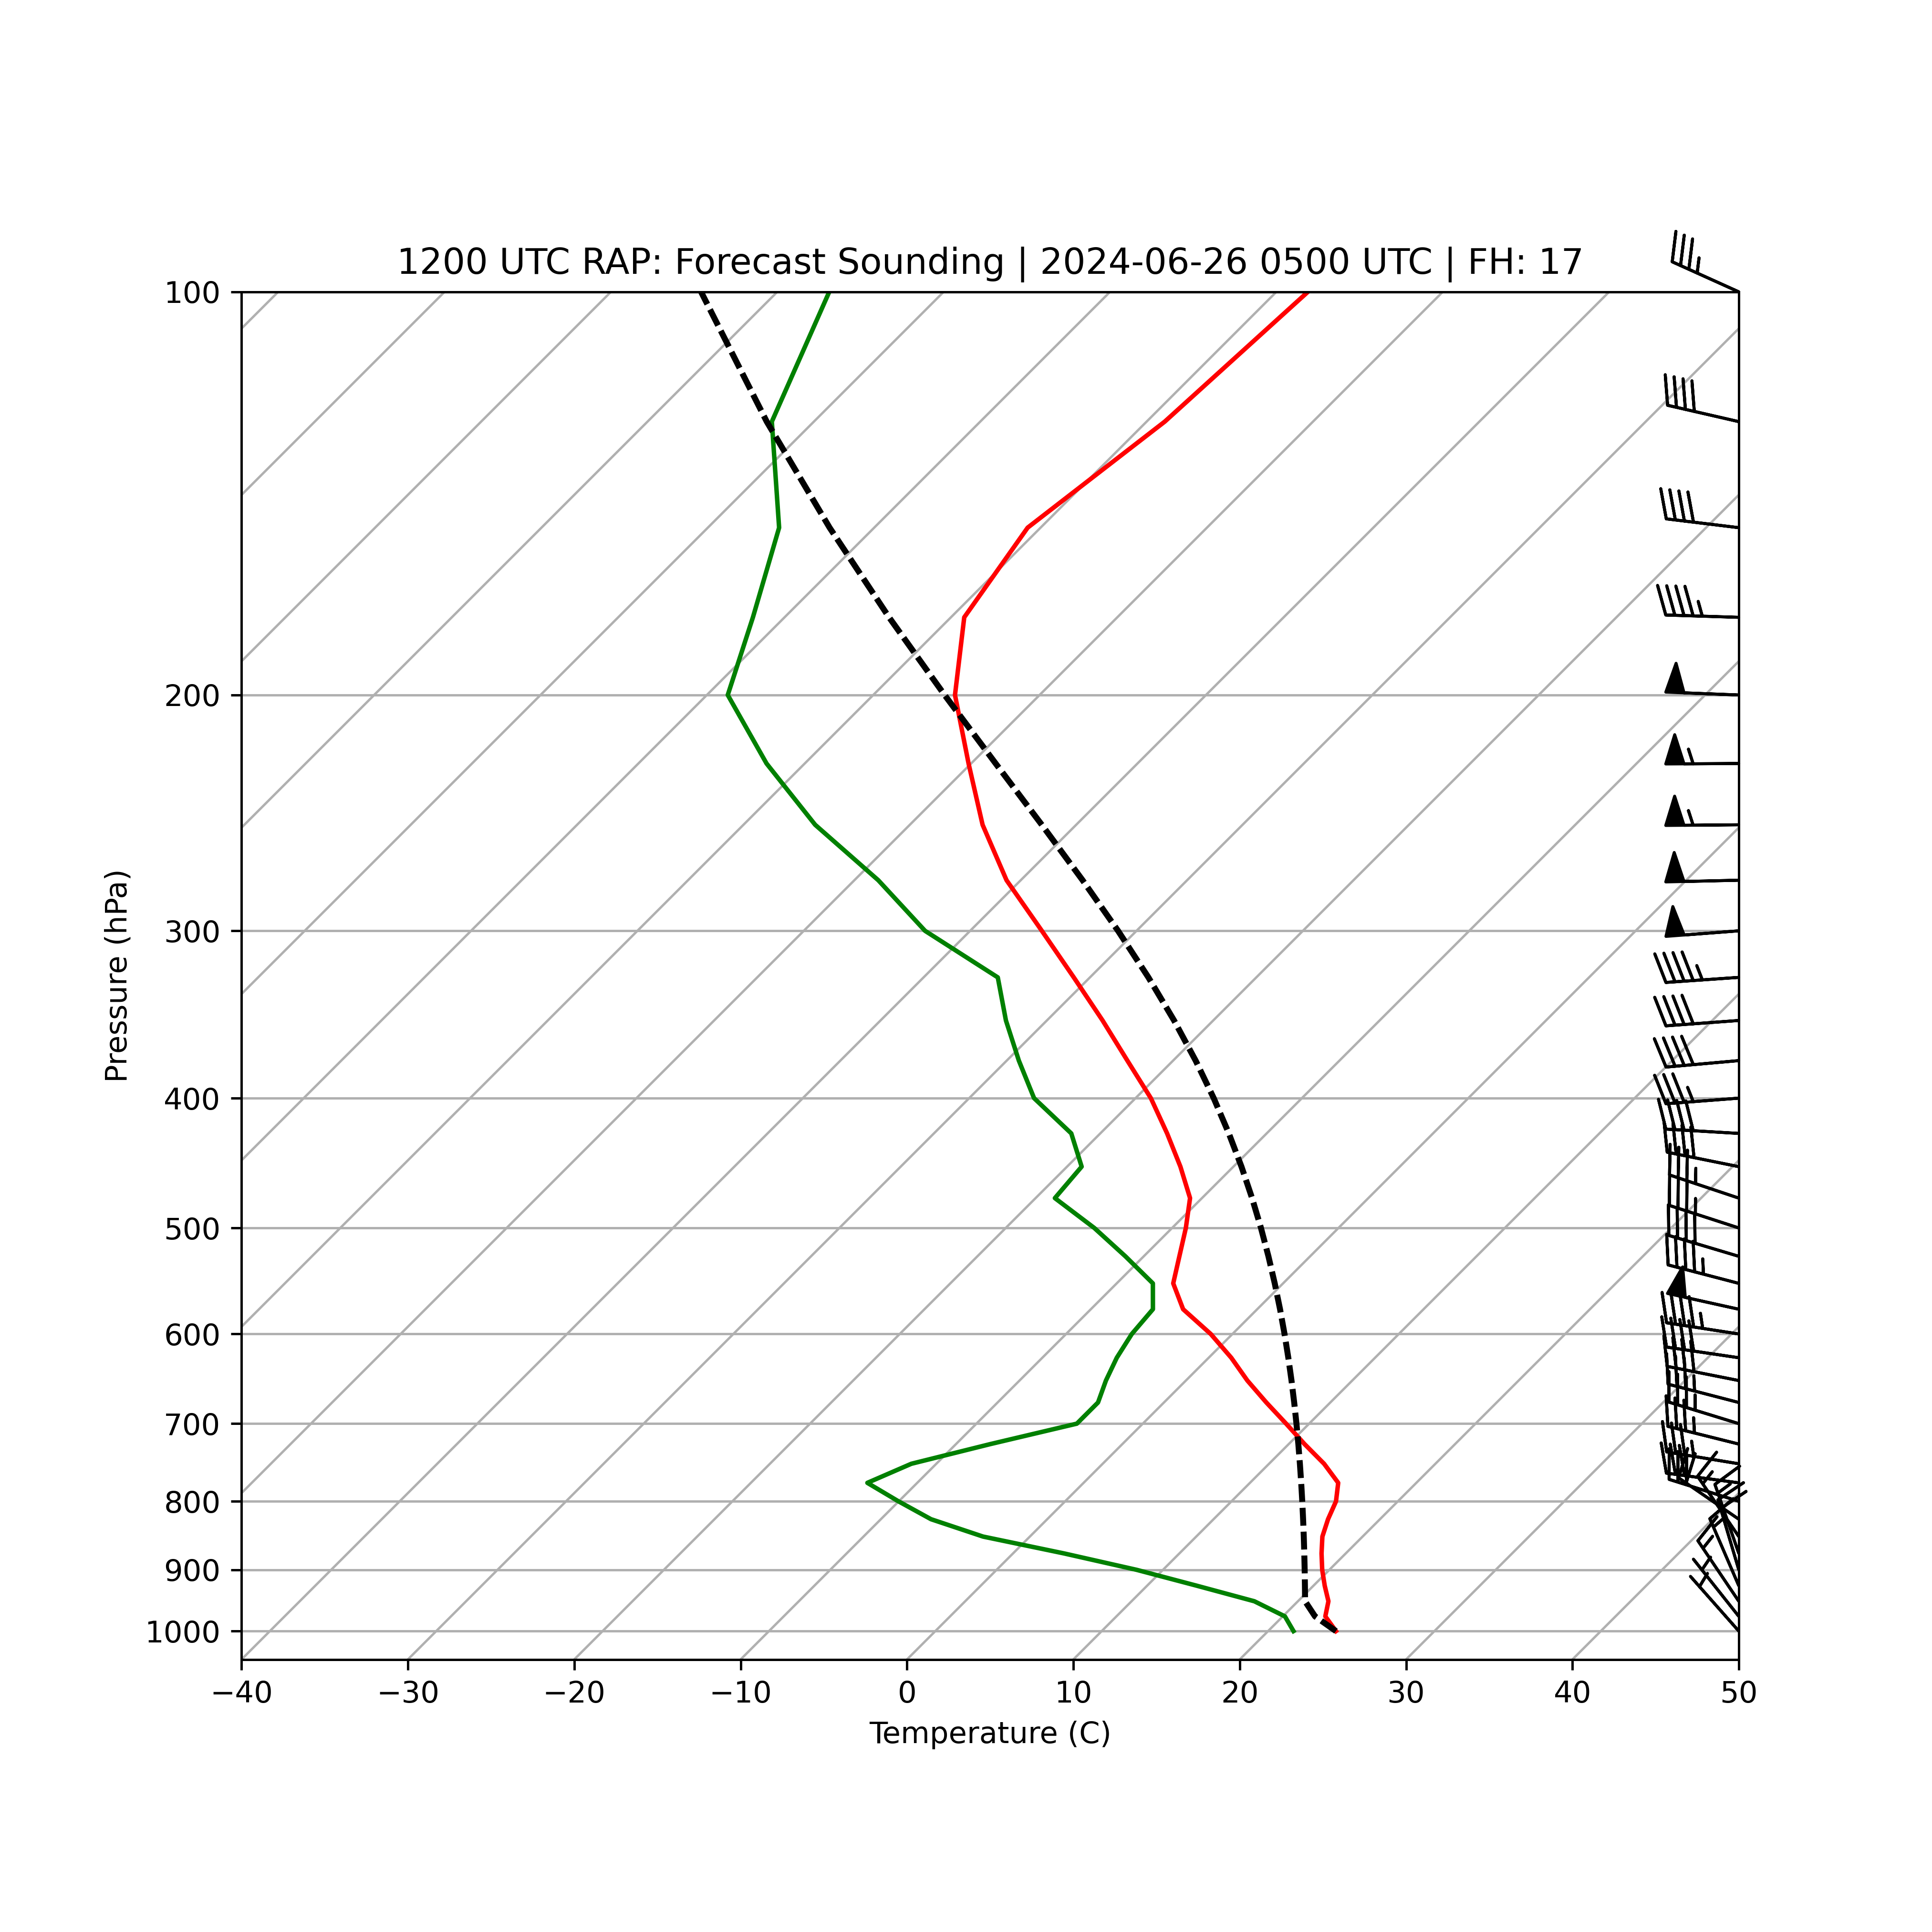 1200 UTC RAP: Forecast Sounding | 2024-06-26 0500 UTC | FH: 17
100
200
300
400
500
600
700
800
900
1000
Pressure (hPa)
−40 −30 −20 −10 0 10 20 30 40 50
Temperature (C)